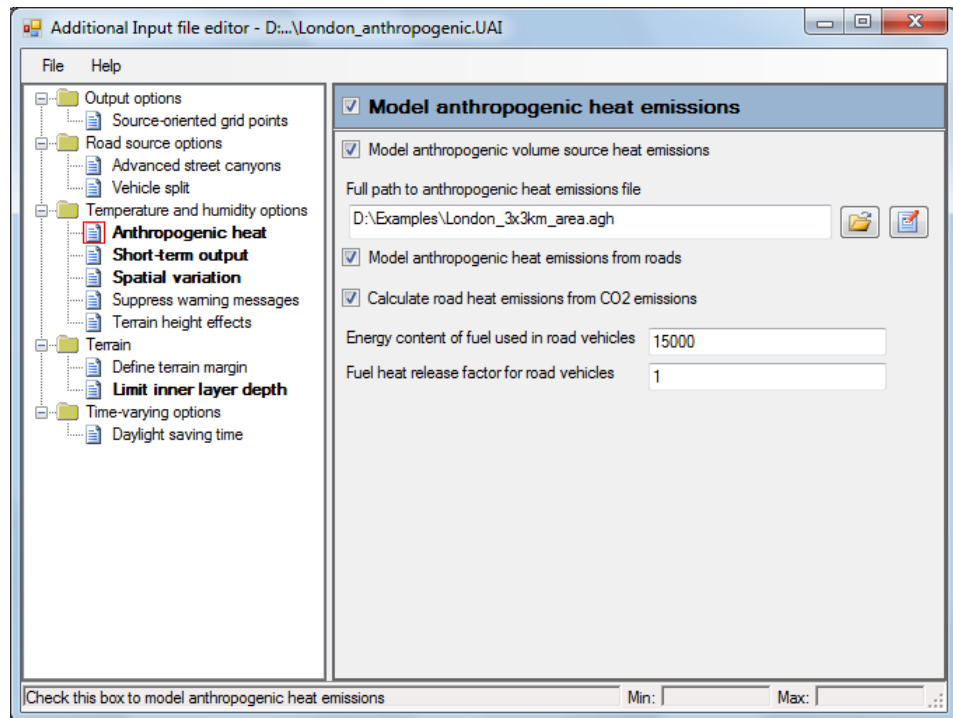 Additional Input file editor - D:...\London_anthropogenic.UAI
File Help
Output options
Source-oriented grid points
Road source options
Advanced street canyons
Vehicle split
Temperature and humidity options
Anthropogenic heat
Short-term output
Spatial variation
Suppress warning messages
Terrain height effects
Terrain
Define terrain margin
Limit inner layer depth
Time-varying options
Daylight saving time
Model anthropogenic heat emissions
Model anthropogenic volume source heat emissions
Full path to anthropogenic heat emissions file
D:\Examples\London_3x3km_area.agh
Model anthropogenic heat emissions from roads
Calculate road heat emissions from CO2 emissions
Energy content of fuel used in road vehicles 15000
Fuel heat release factor for road vehicles 1
Check this box to model anthropogenic heat emissions Min: Max: